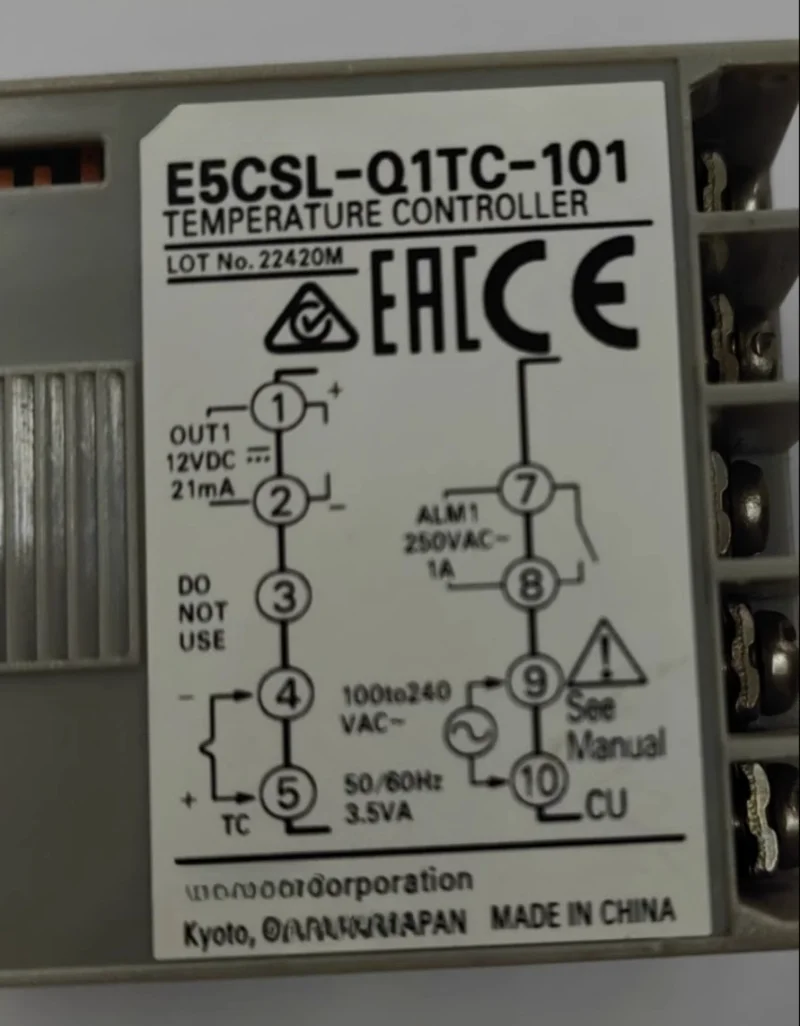 E5CSL-Q1TC-101
TEMPERATURE CONTROLLER
LOT No. 22420M
EAC CE
1 +
OUT1
12VDC ⎓
21mA
2 −
DO
NOT
USE
3
− 4
+ 5
TC
7
ALM1
250VAC~
1A
8
100to240
VAC~
50/60Hz
3.5VA
9
10
See
Manual
CU
Corporation
Kyoto, JAPAN MADE IN CHINA